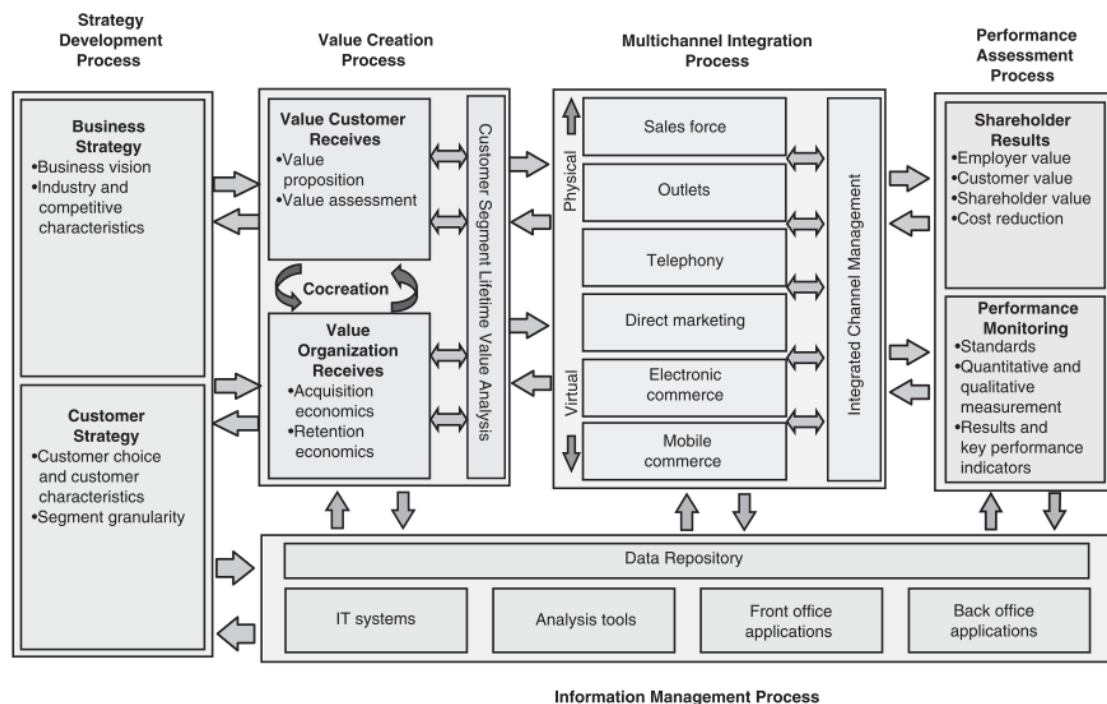 Strategy
Development
Process
Value Creation
Process
Multichannel Integration
Process
Performance
Assessment
Process
Business
Strategy
•Business vision
•Industry and
competitive
characteristics
Customer
Strategy
•Customer choice
and customer
characteristics
•Segment granularity
Value Customer
Receives
•Value
proposition
•Value assessment
Cocreation
Value
Organization
Receives
•Acquisition
economics
•Retention
economics
Customer Segment Lifetime Value Analysis
Physical
Virtual
Sales force
Outlets
Telephony
Direct marketing
Electronic
commerce
Mobile
commerce
Integrated Channel Management
Shareholder
Results
•Employer value
•Customer value
•Shareholder value
•Cost reduction
Performance
Monitoring
•Standards
•Quantitative and
qualitative
measurement
•Results and
key performance
indicators
Data Repository
IT systems
Analysis tools
Front office
applications
Back office
applications
Information Management Process